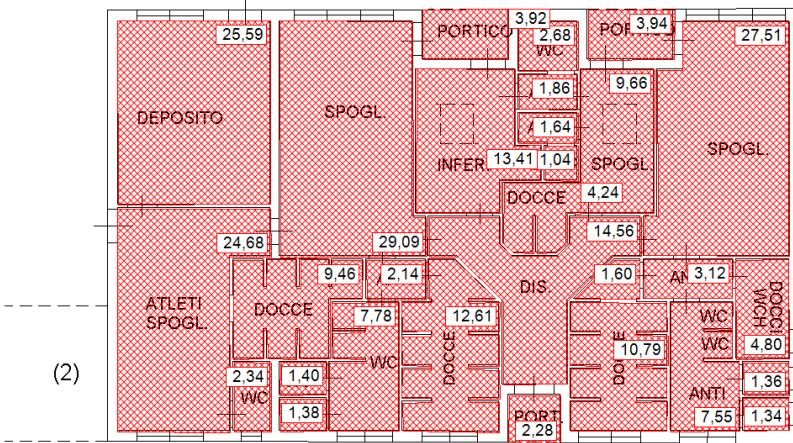 3,92
3,94
25,59
PORTICO
2,68
WC
27,51
9,66
1,86
DEPOSITO
SPOGL.
1,64
13,41
1,04
INFER.
SPOGL.
SPOGL.
DOCCE
4,24
14,56
24,68
29,09
9,46
2,14
1,60
3,12
DIS.
ATLETI
SPOGL.
DOCCE
7,78
12,61
WC
DOCCI
WCH
WC
10,79
4,80
DOCCE
WC
(2)
2,34
1,40
1,36
WC
ANTI
1,38
PORT.
7,55
1,34
2,28